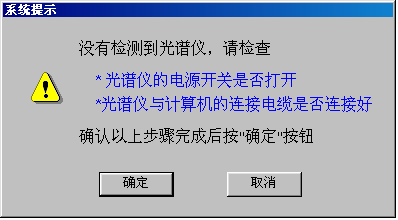 系统提示
没有检测到光谱仪，请检查
* 光谱仪的电源开关是否打开
*光谱仪与计算机的连接电缆是否连接好
确认以上步骤完成后按"确定"按钮
确定
取消